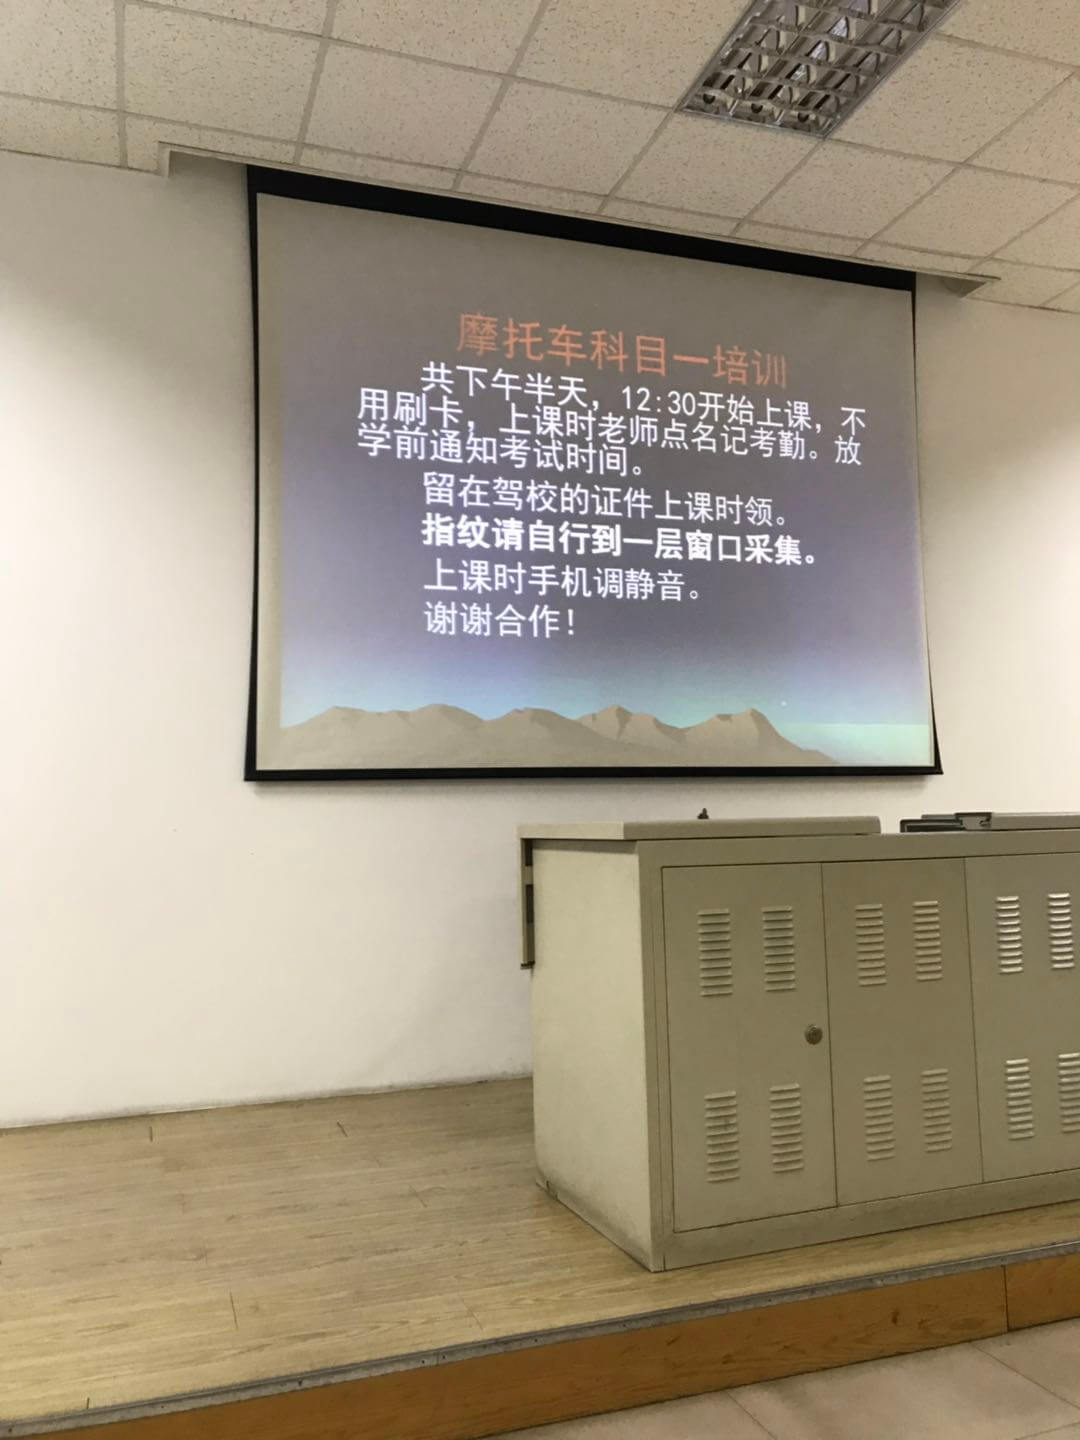 摩托车科目一培训
共下午半天，12:30开始上课，不
用刷卡，上课时老师点名记考勤。放
学前通知考试时间。
留在驾校的证件上课时领。
指纹请自行到一层窗口采集。
上课时手机调静音。
谢谢合作！